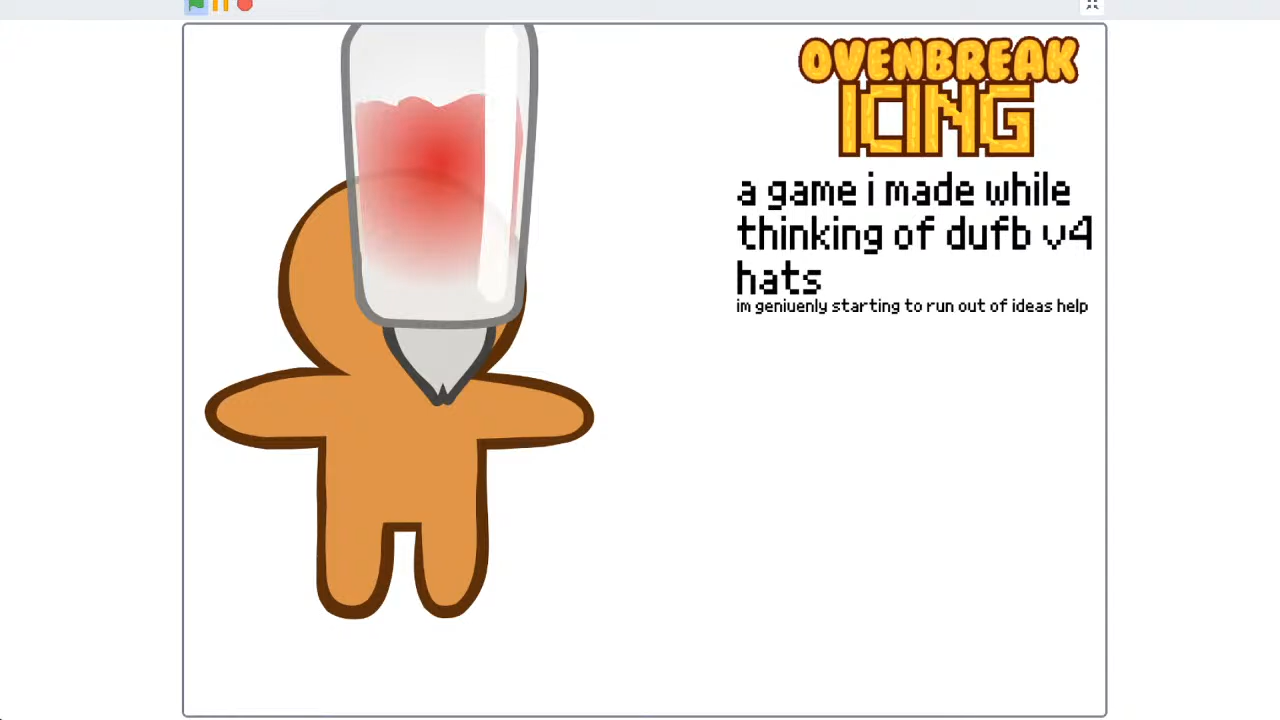 OVENBREAK
ICING
a game i made while
thinking of dufb v4
hats
im geniuenly starting to run out of ideas help